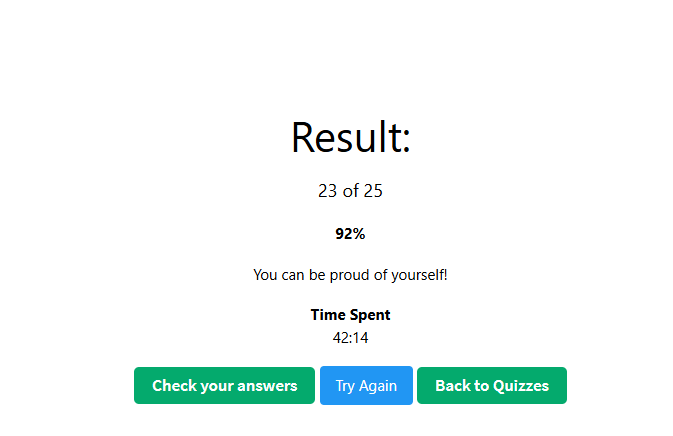 Result:
23 of 25
92%
You can be proud of yourself!
Time Spent
42:14
Check your answers Try Again Back to Quizzes